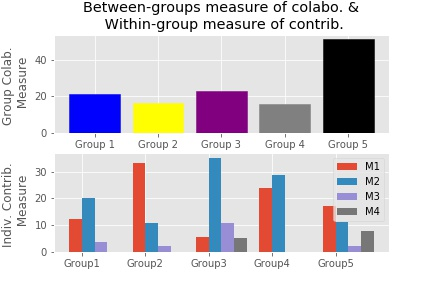 Between-groups measure of colabo. &
Within-group measure of contrib.
Group Colab.
Measure
40
20
0
Group 1 Group 2 Group 3 Group 4 Group 5
Indiv. Contrib.
Measure
30
20
10
0
M1
M2
M3
M4
Group1 Group2 Group3 Group4 Group5